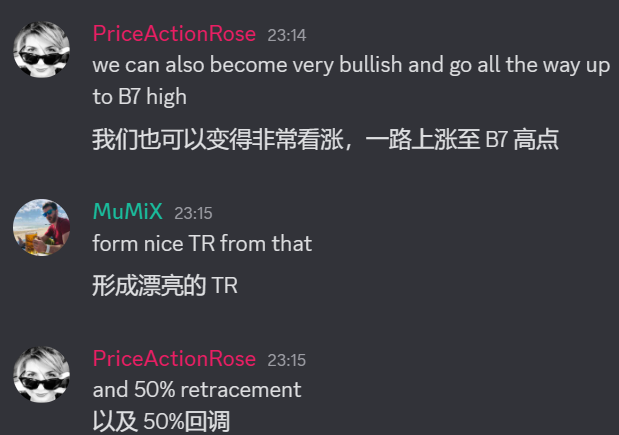 PriceActionRose 23:14
we can also become very bullish and go all the way up
to B7 high
我们也可以变得非常看涨，一路上涨至 B7 高点
MuMiX 23:15
form nice TR from that
形成漂亮的 TR
PriceActionRose 23:15
and 50% retracement
以及 50%回调